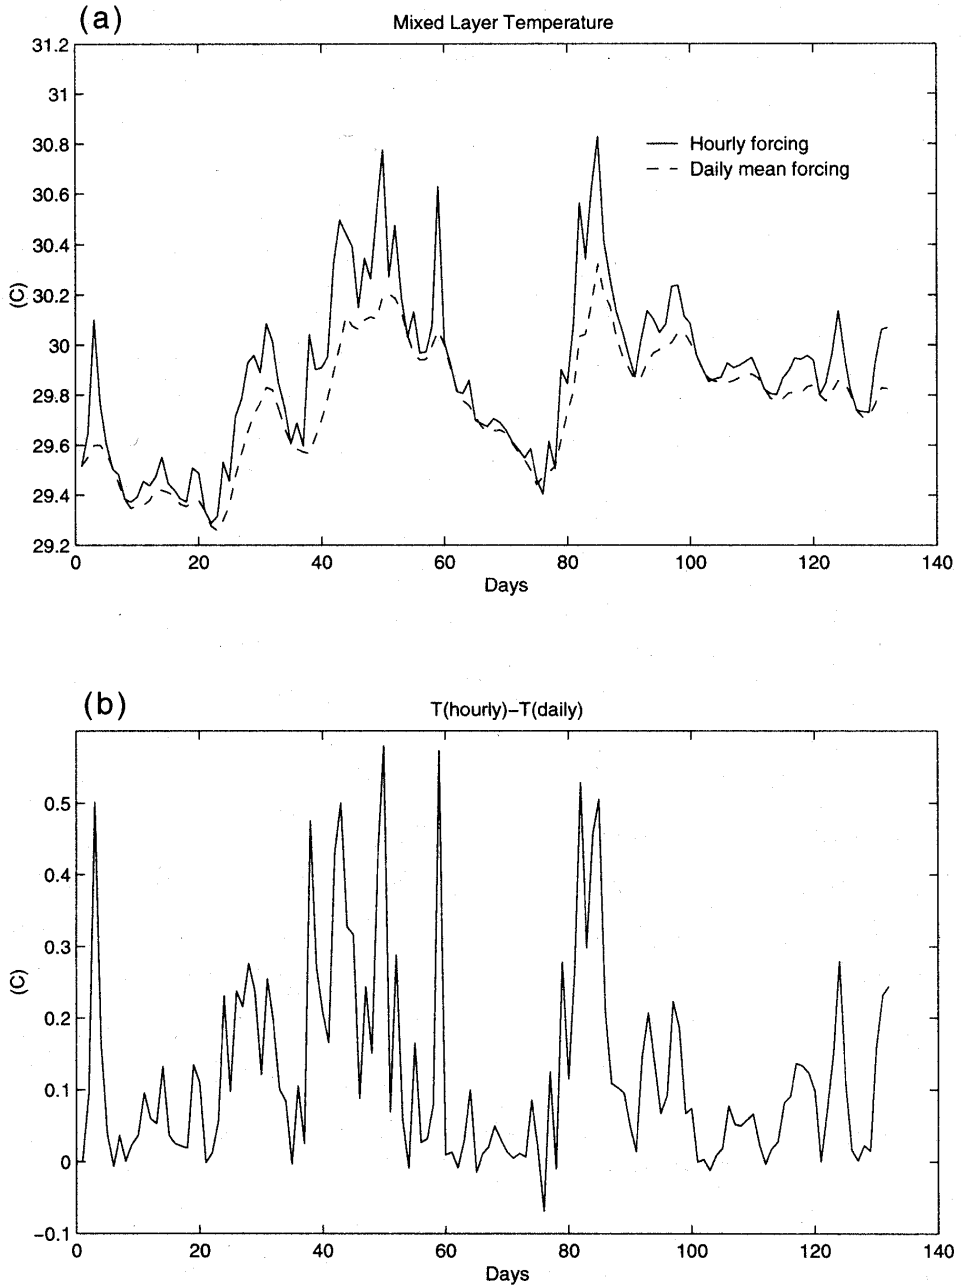 (a)
Mixed Layer Temperature
31.2
31
30.8
30.6
30.4
30.2
30
29.8
29.6
29.4
29.2
(C)
Hourly forcing
Daily mean forcing
0 20 40 60 80 100 120 140
Days
(b)
T(hourly)−T(daily)
0.5
0.4
0.3
0.2
0.1
0
−0.1
(C)
0 20 40 60 80 100 120 140
Days